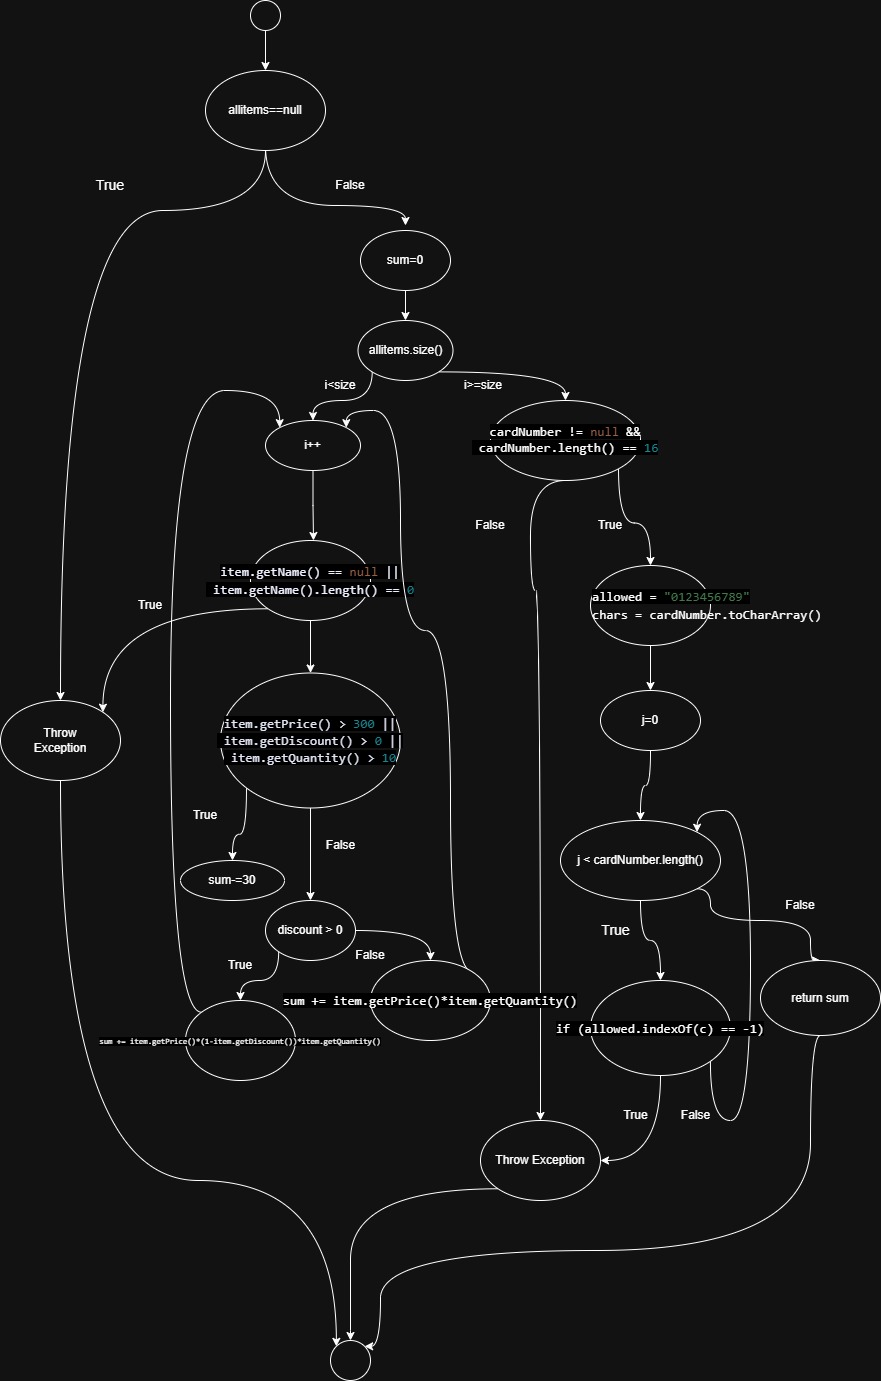 allitems==null
True
False
sum=0
allitems.size()
i<size
i>=size
i++
cardNumber != null &&
cardNumber.length() == 16
False
True
item.getName() == null ||
item.getName().length() == 0
True
allowed = "0123456789"
chars = cardNumber.toCharArray()
Throw
Exception
item.getPrice() > 300 ||
item.getDiscount() > 0 ||
item.getQuantity() > 10
j=0
True
False
sum-=30
j < cardNumber.length()
discount > 0
True
False
True
False
sum += item.getPrice()*item.getQuantity()
return sum
sum += item.getPrice()*(1-item.getDiscount())*item.getQuantity()
if (allowed.indexOf(c) == -1)
True
False
Throw Exception